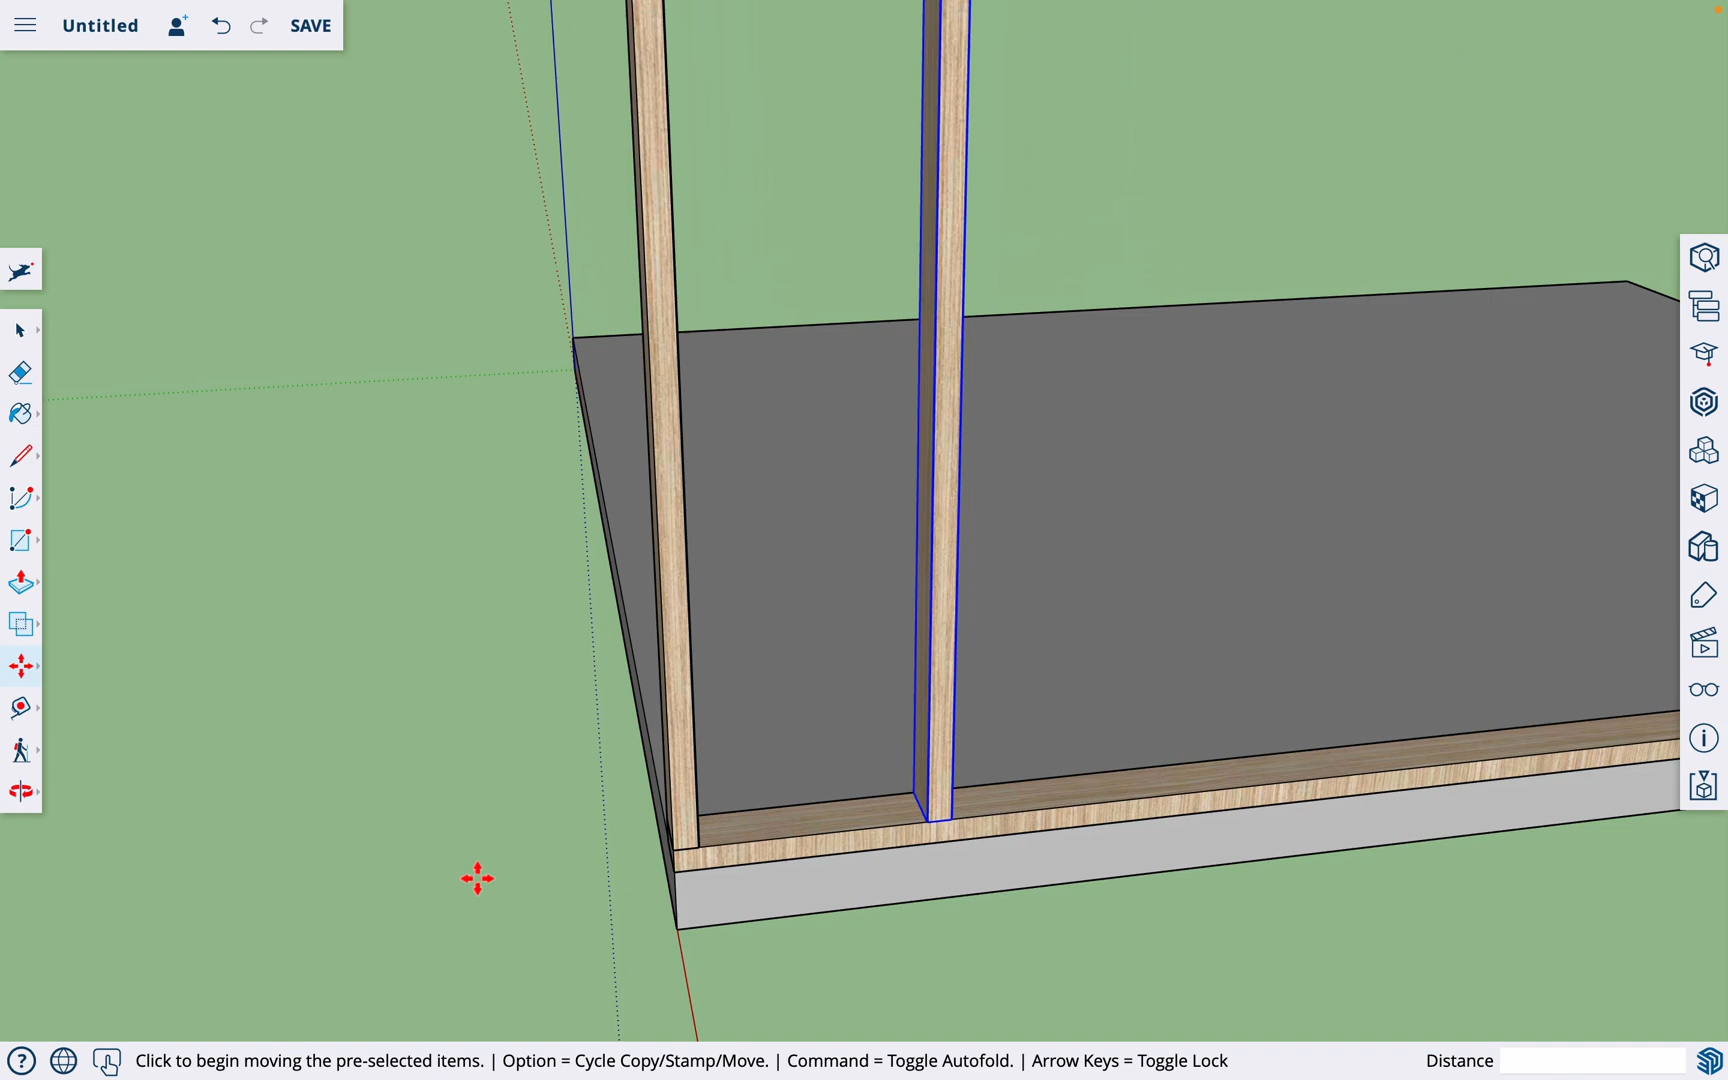 Untitled
SAVE
Click to begin moving the pre-selected items. | Option = Cycle Copy/Stamp/Move. | Command = Toggle Autofold. | Arrow Keys = Toggle Lock
Distance